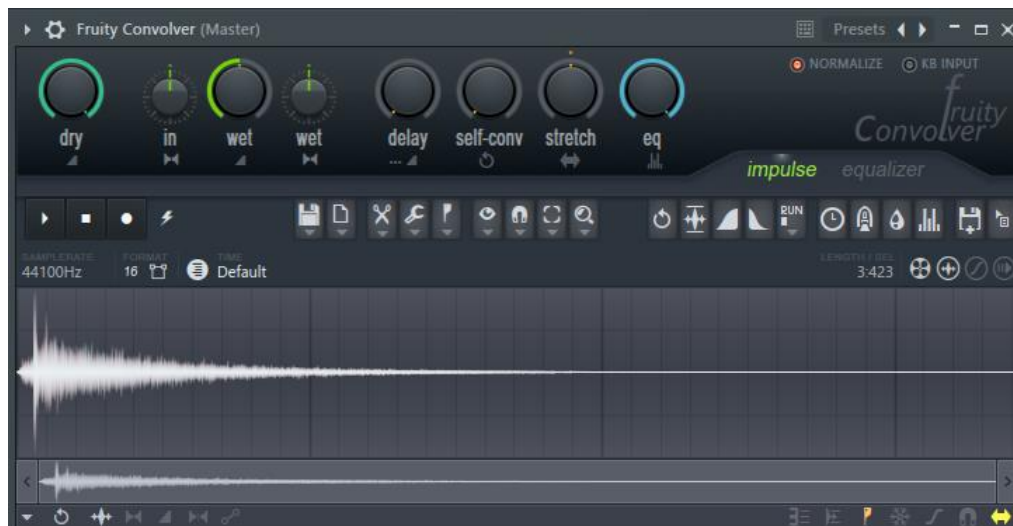 Fruity Convolver (Master)
Presets
NORMALIZE KB INPUT
fruity
Convolver
dry in wet wet delay self-conv stretch eq
impulse equalizer
RUN
SAMPLERATE FORMAT TIME LENGTH / SEL
44100Hz 16 Default 3:423